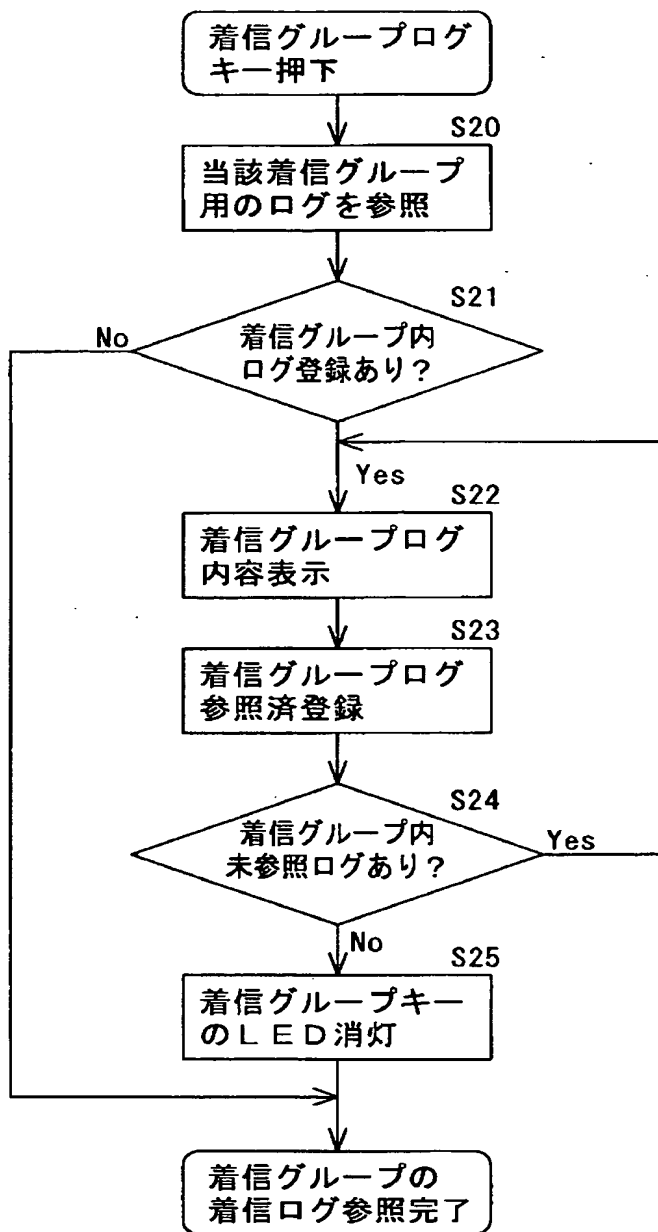 着信グループログ
キー押下
S20
当該着信グループ
用のログを参照
S21
No
着信グループ内
ログ登録あり?
Yes
S22
着信グループログ
内容表示
S23
着信グループログ
参照済登録
S24
着信グループ内
未参照ログあり?
Yes
No
S25
着信グループキー
のLED消灯
着信グループの
着信ログ参照完了